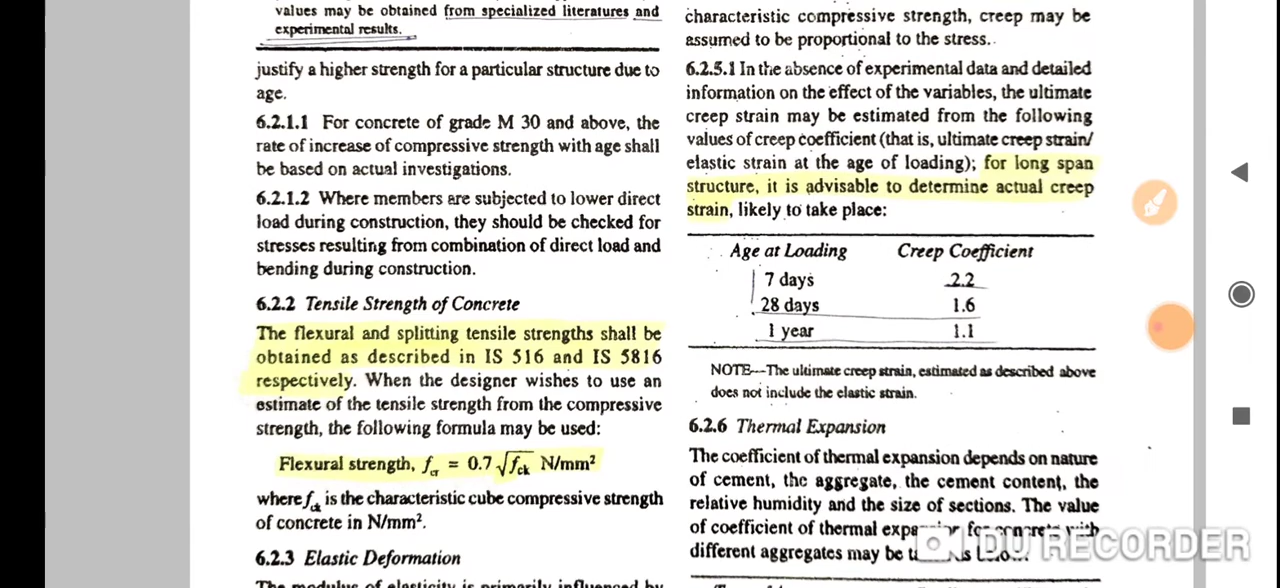 values may be obtained from specialized literatures and
experimental results.
justify a higher strength for a particular structure due to
age.
6.2.1.1 For concrete of grade M 30 and above, the
rate of increase of compressive strength with age shall
be based on actual investigations.
6.2.1.2 Where members are subjected to lower direct
load during construction, they should be checked for
stresses resulting from combination of direct load and
bending during construction.
6.2.2 Tensile Strength of Concrete
The flexural and splitting tensile strengths shall be
obtained as described in IS 516 and IS 5816
respectively. When the designer wishes to use an
estimate of the tensile strength from the compressive
strength, the following formula may be used:
Flexural strength, f_cr = 0.7 √f_ck N/mm²
where f_ck is the characteristic cube compressive strength
of concrete in N/mm².
6.2.3 Elastic Deformation
The modulus of elasticity is primarily influenced by
characteristic compressive strength, creep may be
assumed to be proportional to the stress.
6.2.5.1 In the absence of experimental data and detailed
information on the effect of the variables, the ultimate
creep strain may be estimated from the following
values of creep coefficient (that is, ultimate creep strain/
elastic strain at the age of loading); for long span
structure, it is advisable to determine actual creep
strain, likely to take place:
Age at Loading Creep Coefficient
7 days 2.2
28 days 1.6
1 year 1.1
NOTE—The ultimate creep strain, estimated as described above
does not include the elastic strain.
6.2.6 Thermal Expansion
The coefficient of thermal expansion depends on nature
of cement, the aggregate, the cement content, the
relative humidity and the size of sections. The value
of coefficient of thermal expansion for concrete with
different aggregates may be
DU RECORDER